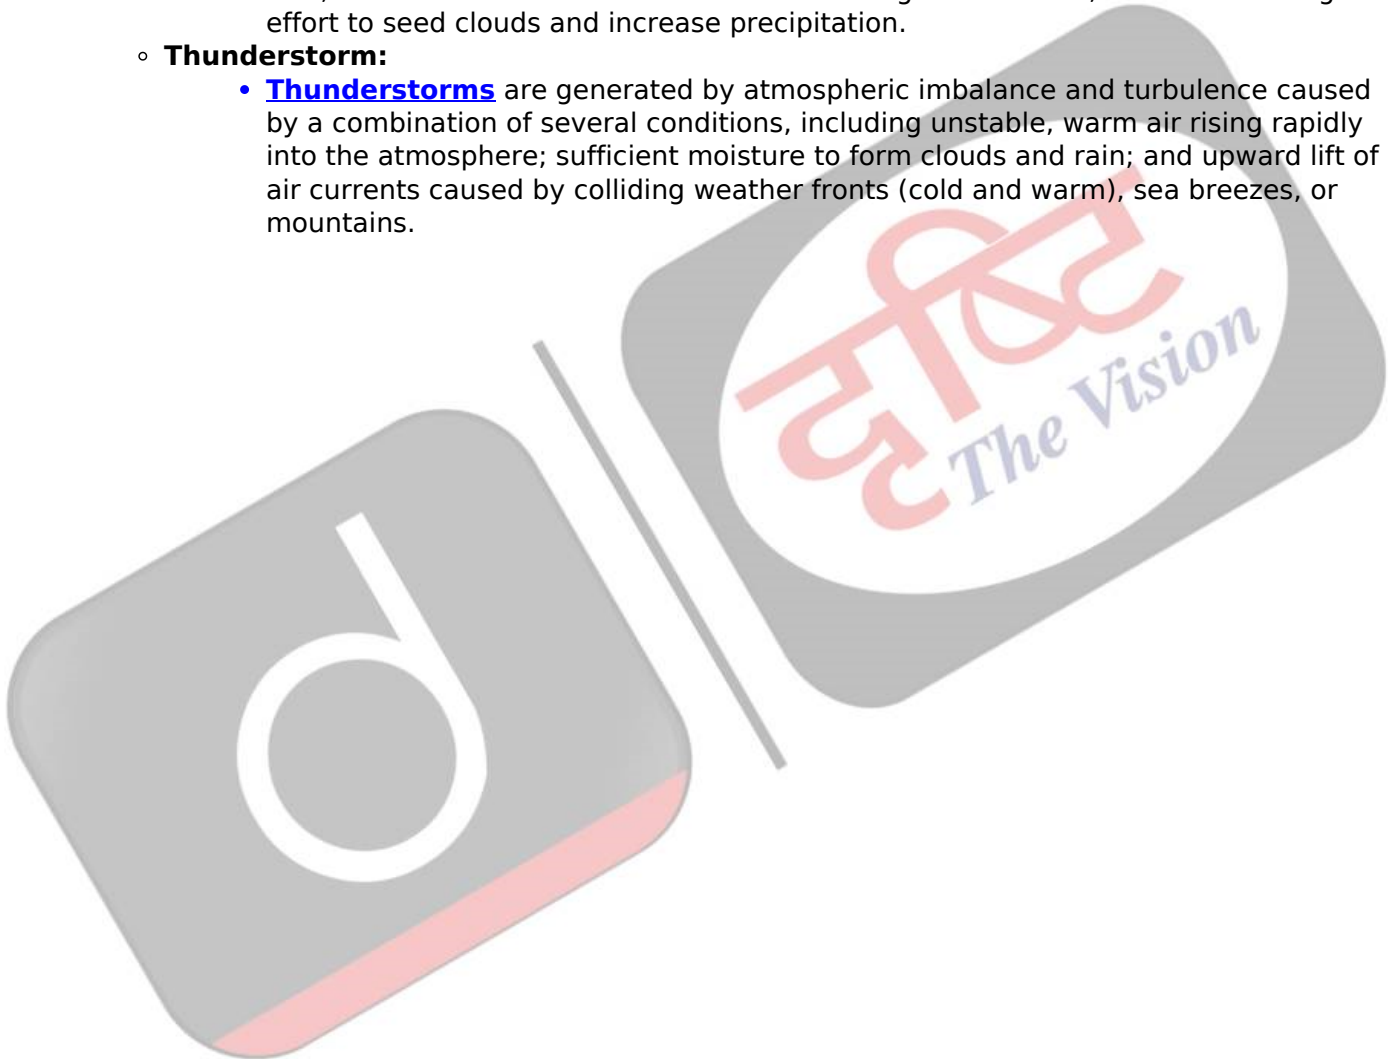 effort to seed clouds and increase precipitation.
Thunderstorm:
Thunderstorms are generated by atmospheric imbalance and turbulence caused
by a combination of several conditions, including unstable, warm air rising rapidly
into the atmosphere; sufficient moisture to form clouds and rain; and upward lift of
air currents caused by colliding weather fronts (cold and warm), sea breezes, or
mountains.
दृष्टि
The Vision
d